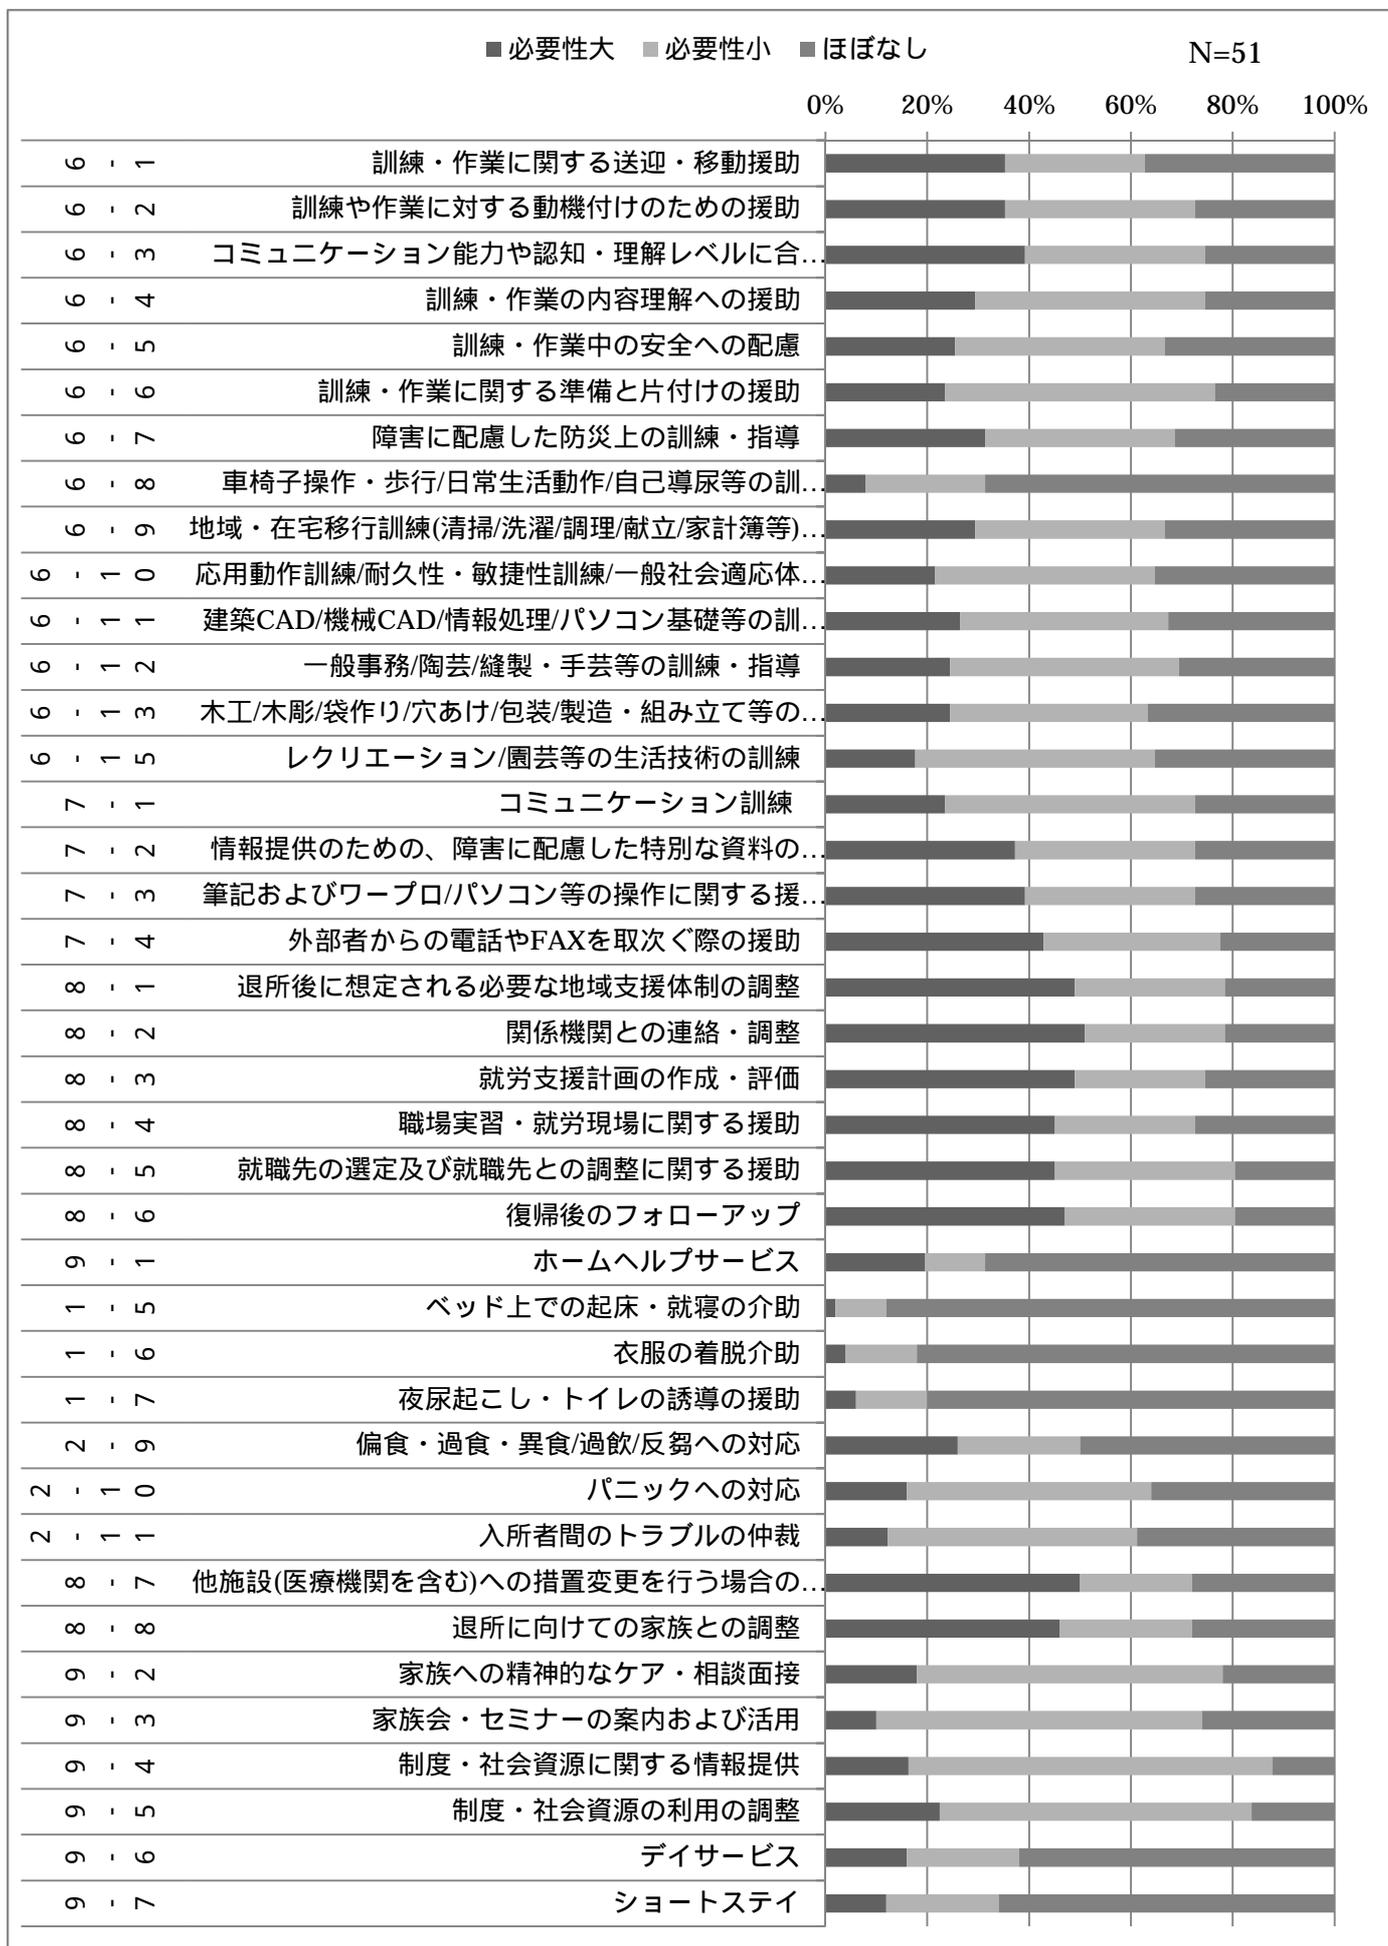 ■必要性大 ■必要性小 ■ほぼなし N=51
0% 20% 40% 60% 80% 100%
6-1 訓練・作業に関する送迎・移動援助
6-2 訓練や作業に対する動機付けのための援助
6-3 コミュニケーション能力や認知・理解レベルに合…
6-4 訓練・作業の内容理解への援助
6-5 訓練・作業中の安全への配慮
6-6 訓練・作業に関する準備と片付けの援助
6-7 障害に配慮した防災上の訓練・指導
6-8 車椅子操作・歩行/日常生活動作/自己導尿等の訓…
6-9 地域・在宅移行訓練(清掃/洗濯/調理/献立/家計簿等)…
6-10 応用動作訓練/耐久性・敏捷性訓練/一般社会適応体…
6-11 建築CAD/機械CAD/情報処理/パソコン基礎等の訓…
6-12 一般事務/陶芸/縫製・手芸等の訓練・指導
6-13 木工/木彫/袋作り/穴あけ/包装/製造・組み立て等の…
6-15 レクリエーション/園芸等の生活技術の訓練
7-1 コミュニケーション訓練
7-2 情報提供のための、障害に配慮した特別な資料の…
7-3 筆記およびワープロ/パソコン等の操作に関する援…
7-4 外部者からの電話やFAXを取次ぐ際の援助
8-1 退所後に想定される必要な地域支援体制の調整
8-2 関係機関との連絡・調整
8-3 就労支援計画の作成・評価
8-4 職場実習・就労現場に関する援助
8-5 就職先の選定及び就職先との調整に関する援助
8-6 復帰後のフォローアップ
9-1 ホームヘルプサービス
1-5 ベッド上での起床・就寝の介助
1-6 衣服の着脱介助
1-7 夜尿起こし・トイレの誘導の援助
2-9 偏食・過食・異食/過飲/反芻への対応
2-10 パニックへの対応
2-11 入所者間のトラブルの仲裁
8-7 他施設(医療機関を含む)への措置変更を行う場合の…
8-8 退所に向けての家族との調整
9-2 家族への精神的なケア・相談面接
9-3 家族会・セミナーの案内および活用
9-4 制度・社会資源に関する情報提供
9-5 制度・社会資源の利用の調整
9-6 デイサービス
9-7 ショートステイ